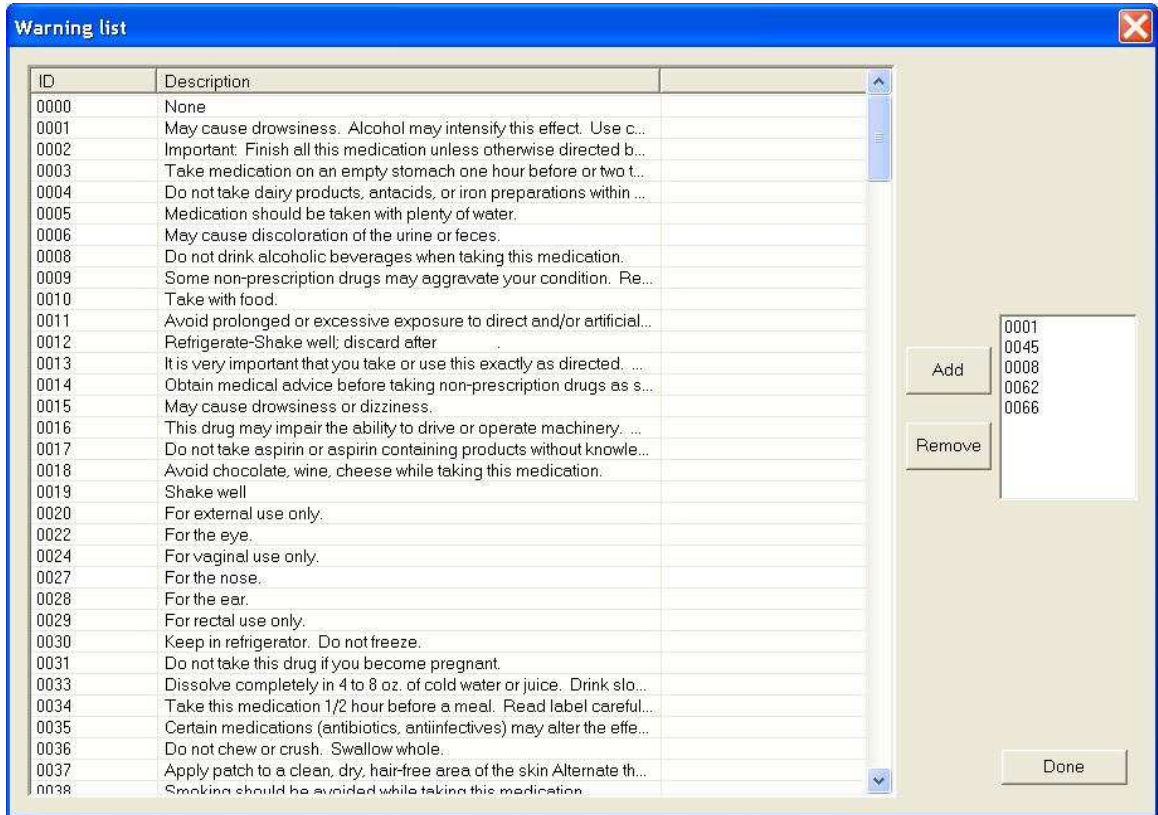 Warning list
ID Description
0000 None
0001 May cause drowsiness. Alcohol may intensify this effect. Use c...
0002 Important: Finish all this medication unless otherwise directed b...
0003 Take medication on an empty stomach one hour before or two t...
0004 Do not take dairy products, antacids, or iron preparations within ...
0005 Medication should be taken with plenty of water.
0006 May cause discoloration of the urine or feces.
0008 Do not drink alcoholic beverages when taking this medication.
0009 Some non-prescription drugs may aggravate your condition. Re...
0010 Take with food.
0011 Avoid prolonged or excessive exposure to direct and/or artificial...
0012 Refrigerate-Shake well; discard after .
0013 It is very important that you take or use this exactly as directed. ...
0014 Obtain medical advice before taking non-prescription drugs as s...
0015 May cause drowsiness or dizziness.
0016 This drug may impair the ability to drive or operate machinery. ...
0017 Do not take aspirin or aspirin containing products without knowle...
0018 Avoid chocolate, wine, cheese while taking this medication.
0019 Shake well
0020 For external use only.
0022 For the eye.
0024 For vaginal use only.
0027 For the nose.
0028 For the ear.
0029 For rectal use only.
0030 Keep in refrigerator. Do not freeze.
0031 Do not take this drug if you become pregnant.
0033 Dissolve completely in 4 to 8 oz. of cold water or juice. Drink slo...
0034 Take this medication 1/2 hour before a meal. Read label careful...
0035 Certain medications (antibiotics, antiinfectives) may alter the effe...
0036 Do not chew or crush. Swallow whole.
0037 Apply patch to a clean, dry, hair-free area of the skin Alternate th...
0038 Smoking should be avoided while taking this medication
Add
Remove
0001
0045
0008
0062
0066
Done